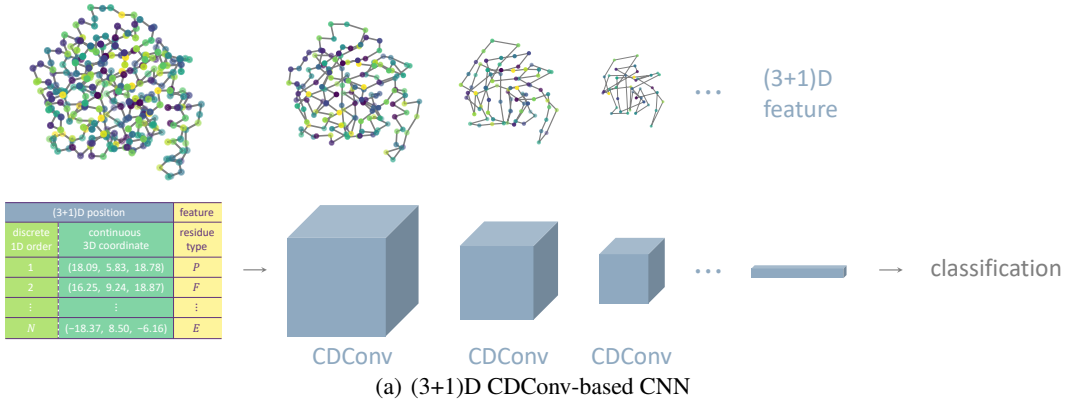 ... (3+1)D
feature
(3+1)D position feature
discrete
1D order
continuous
3D coordinate
residue
type
1 (18.09, 5.83, 18.78) P
2 (16.25, 9.24, 18.87) F
⋮ ⋮ ⋮
N (−18.37, 8.50, −6.16) E
... classification
CDConv CDConv CDConv
(a) (3+1)D CDConv-based CNN